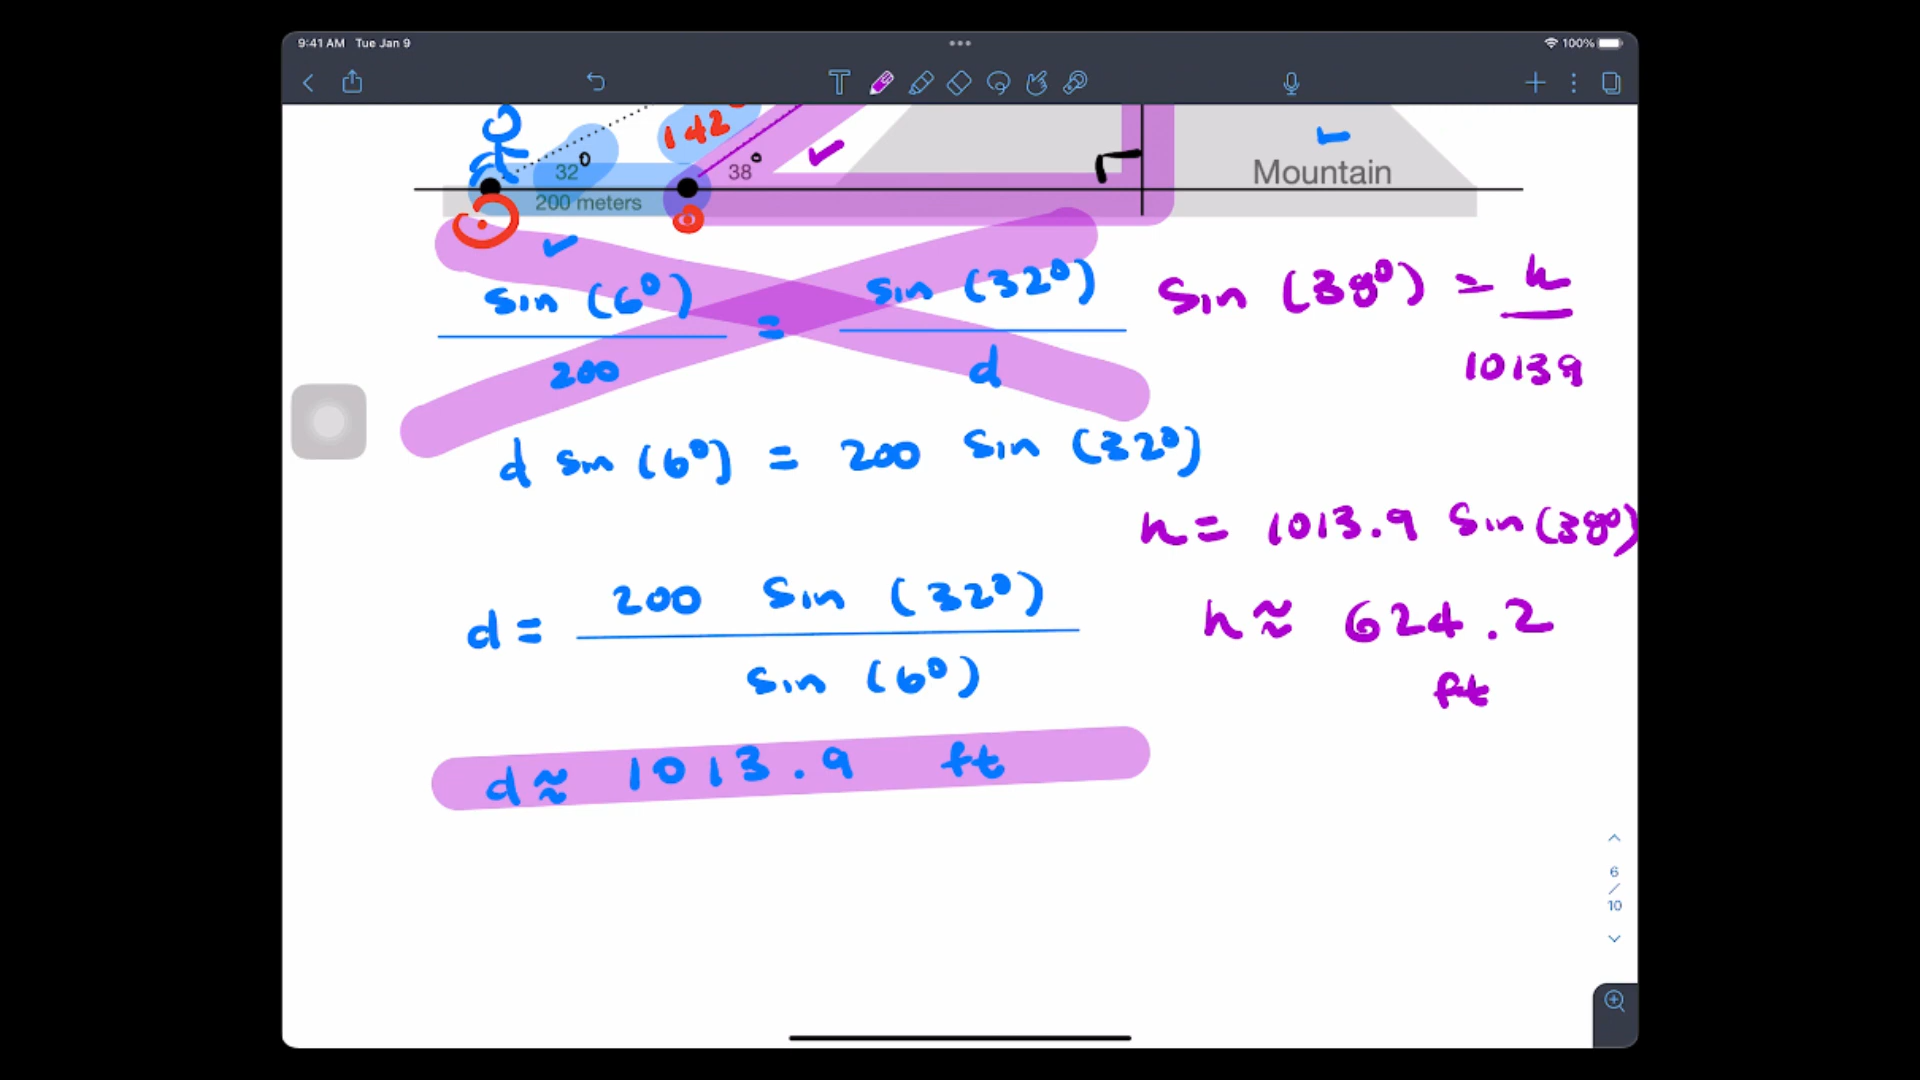 9:41 AM Tue Jan 9
100%
142°
32°
38°
Mountain
200 meters
sin (6°) = sin (32°)
200 d
sin (38°) = h
10139
d sin (6°) = 200 sin (32°)
h = 1013.9 sin (38°)
d = 200 sin (32°)
sin (6°)
h ≈ 624.2
ft
d ≈ 1013.9 ft
6
/
10